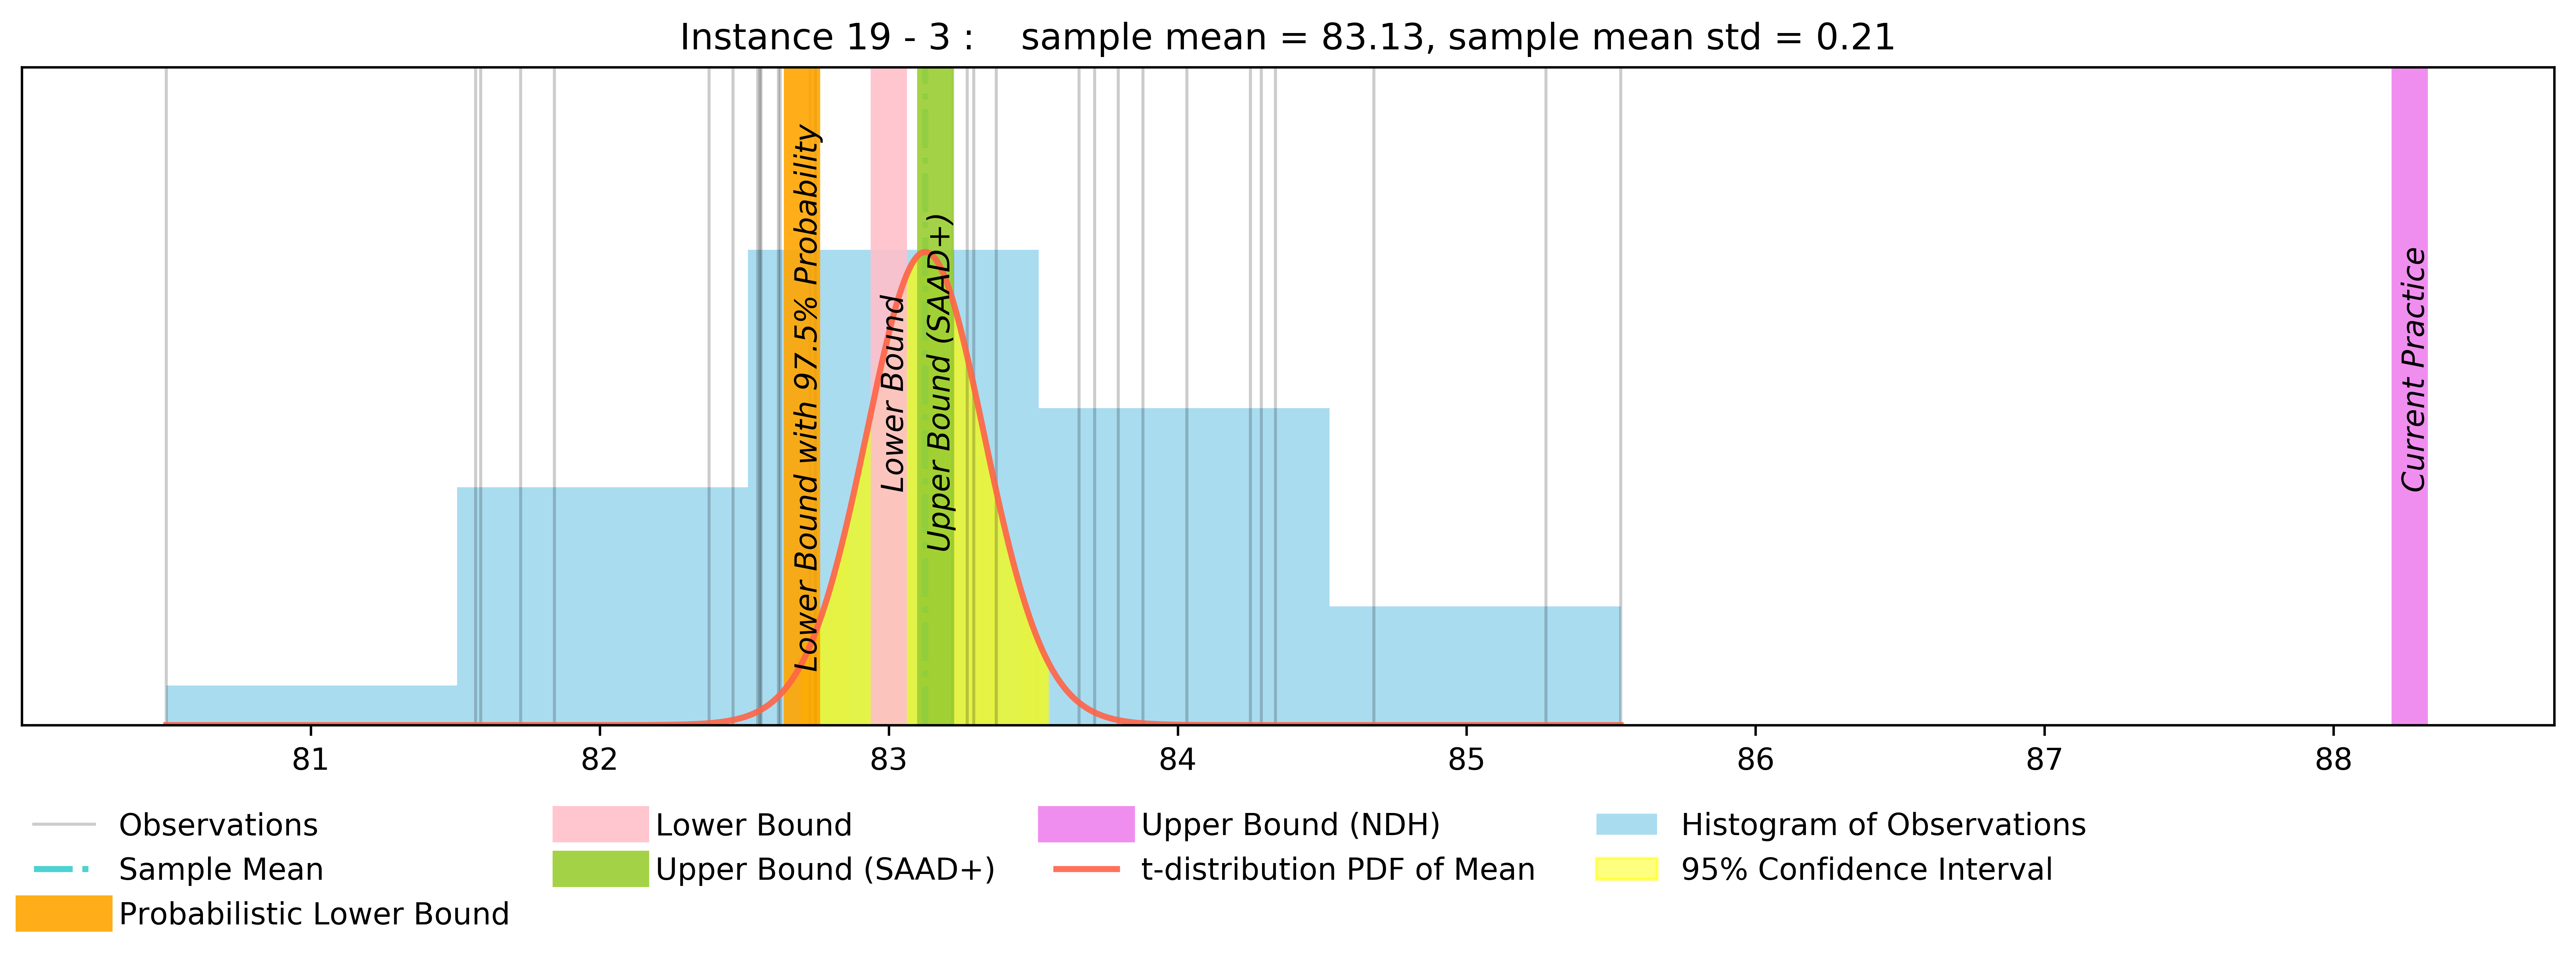 Instance 19 - 3 :    sample mean = 83.13, sample mean std = 0.21
Lower Bound with 97.5% Probability
Lower Bound
Upper Bound (SAAD+)
Current Practice
81 82 83 84 85 86 87 88
Observations
Sample Mean
Probabilistic Lower Bound
Lower Bound
Upper Bound (SAAD+)
Upper Bound (NDH)
t-distribution PDF of Mean
Histogram of Observations
95% Confidence Interval